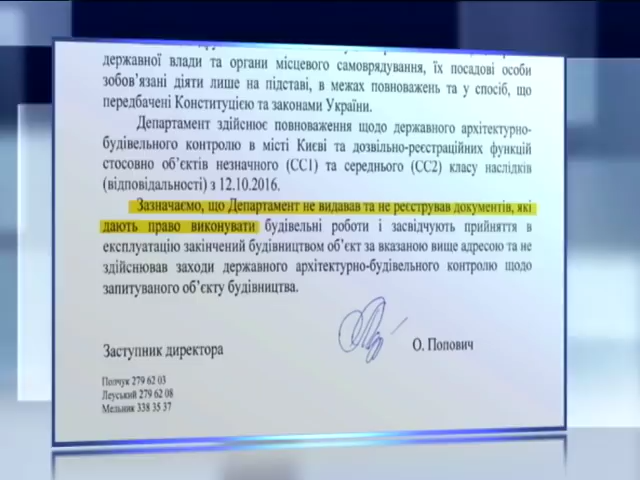 державної влади та органи місцевого самоврядування, їх посадові особи
зобов’язані діяти лише на підставі, в межах повноважень та у спосіб, що
передбачені Конституцією та законами України.
Департамент здійснює повноваження щодо державного архітектурно-
будівельного контролю в місті Києві та дозвільно-реєстраційних функцій
стосовно об’єктів незначного (СС1) та середнього (СС2) класу наслідків
(відповідальності) з 12.10.2016.
Зазначаємо, що Департамент не видавав та не реєстрував документів, які
дають право виконувати будівельні роботи і засвідчують прийняття в
експлуатацію закінчений будівництвом об’єкт за вказаною вище адресою та не
здійснював заходи державного архітектурно-будівельного контролю щодо
запитуваного об’єкту будівництва.
Заступник директора
О. Попович
Попчук 279 62 03
Леуський 279 62 08
Мельник 338 35 37